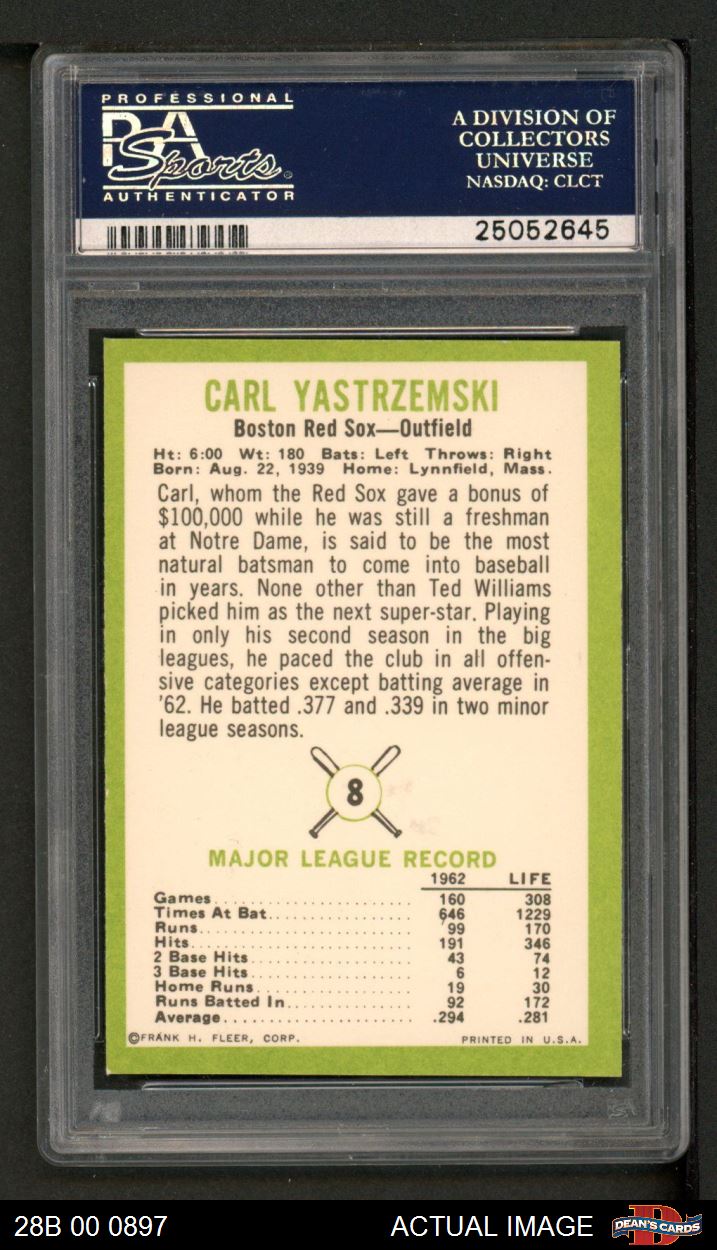 PROFESSIONAL
PSA
Sports
AUTHENTICATOR
A DIVISION OF
COLLECTORS
UNIVERSE
NASDAQ: CLCT
25052645
CARL YASTRZEMSKI
Boston Red Sox—Outfield
Ht: 6:00 Wt: 180 Bats: Left Throws: Right
Born: Aug. 22, 1939 Home: Lynnfield, Mass.
Carl, whom the Red Sox gave a bonus of
$100,000 while he was still a freshman
at Notre Dame, is said to be the most
natural batsman to come into baseball
in years. None other than Ted Williams
picked him as the next super-star. Playing
in only his second season in the big
leagues, he paced the club in all offen-
sive categories except batting average in
'62. He batted .377 and .339 in two minor
league seasons.
8
MAJOR LEAGUE RECORD
1962 LIFE
Games 160 308
Times At Bat 646 1229
Runs 99 170
Hits 191 346
2 Base Hits 43 74
3 Base Hits 6 12
Home Runs 19 30
Runs Batted In 92 172
Average .294 .281
©FRANK H. FLEER, CORP. PRINTED IN U.S.A.
28B 00 0897 ACTUAL IMAGE DEAN'S CARDS